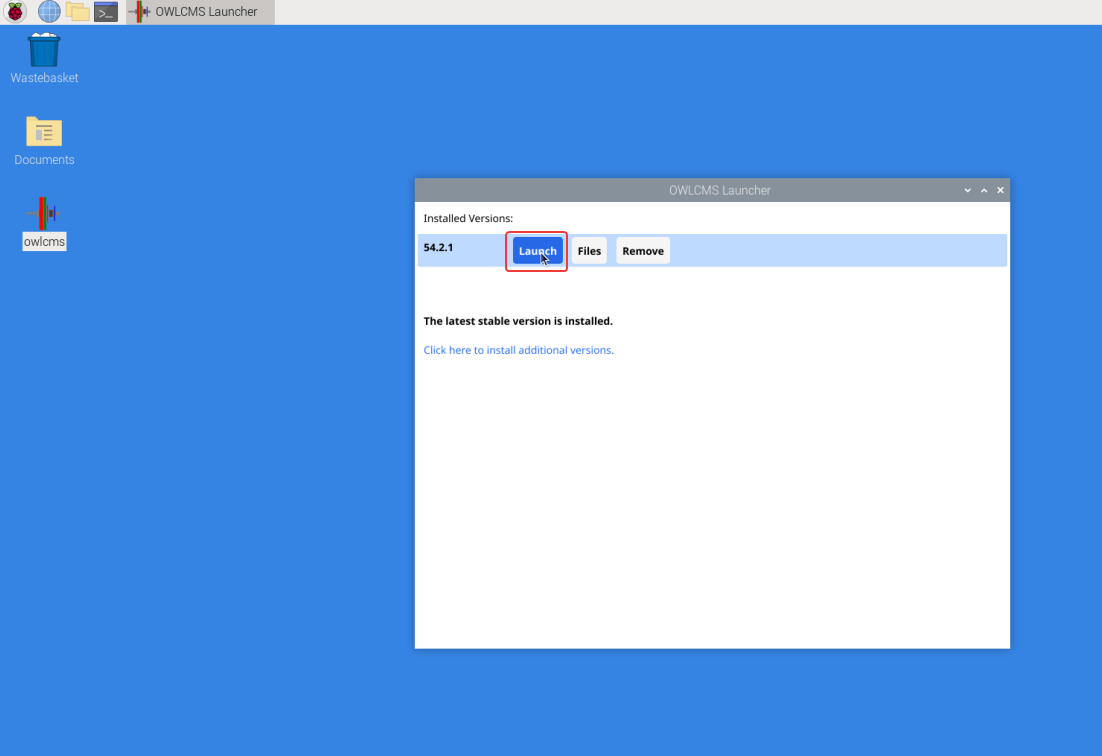 OWLCMS Launcher
Wastebasket
Documents
owlcms
OWLCMS Launcher
Installed Versions:
54.2.1 Launch Files Remove
The latest stable version is installed.
Click here to install additional versions.